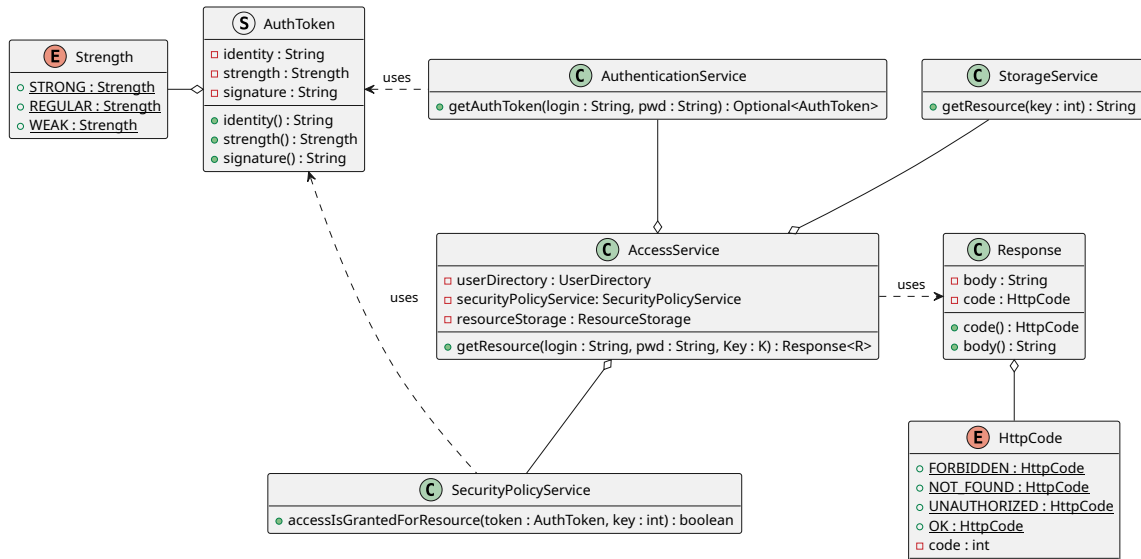 S AuthToken
identity : String
strength : Strength
signature : String
identity() : String
strength() : Strength
signature() : String
E Strength
STRONG : Strength
REGULAR : Strength
WEAK : Strength
uses
C AuthenticationService
getAuthToken(login : String, pwd : String) : Optional<AuthToken>
C StorageService
getResource(key : int) : String
C AccessService
userDirectory : UserDirectory
securityPolicyService: SecurityPolicyService
resourceStorage : ResourceStorage
getResource(login : String, pwd : String, Key : K) : Response<R>
uses
uses
C Response
body : String
code : HttpCode
code() : HttpCode
body() : String
E HttpCode
FORBIDDEN : HttpCode
NOT_FOUND : HttpCode
UNAUTHORIZED : HttpCode
OK : HttpCode
code : int
C SecurityPolicyService
accessIsGrantedForResource(token : AuthToken, key : int) : boolean